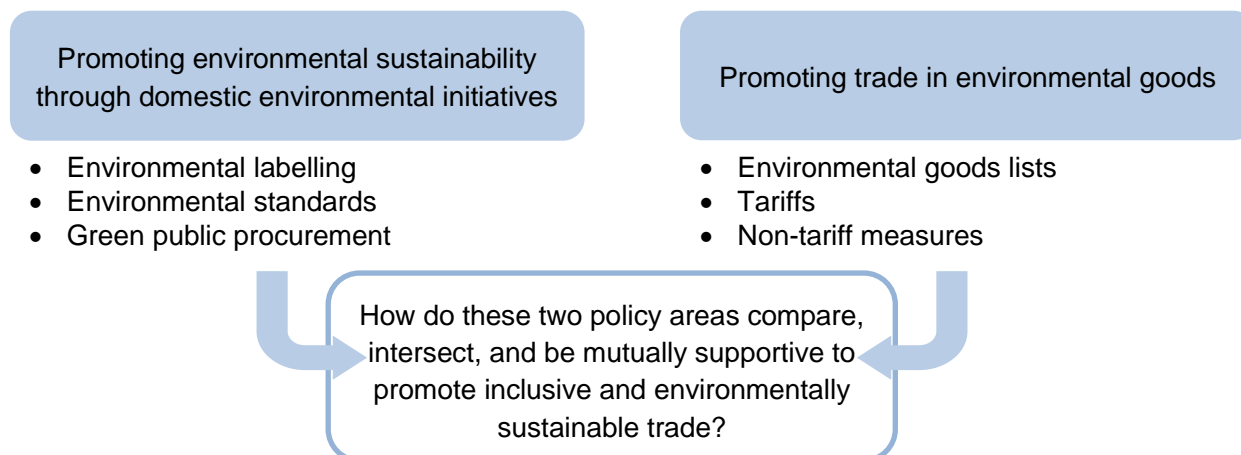 Promoting environmental sustainability
through domestic environmental initiatives
• Environmental labelling
• Environmental standards
• Green public procurement
Promoting trade in environmental goods
• Environmental goods lists
• Tariffs
• Non-tariff measures
How do these two policy areas compare,
intersect, and be mutually supportive to
promote inclusive and environmentally
sustainable trade?